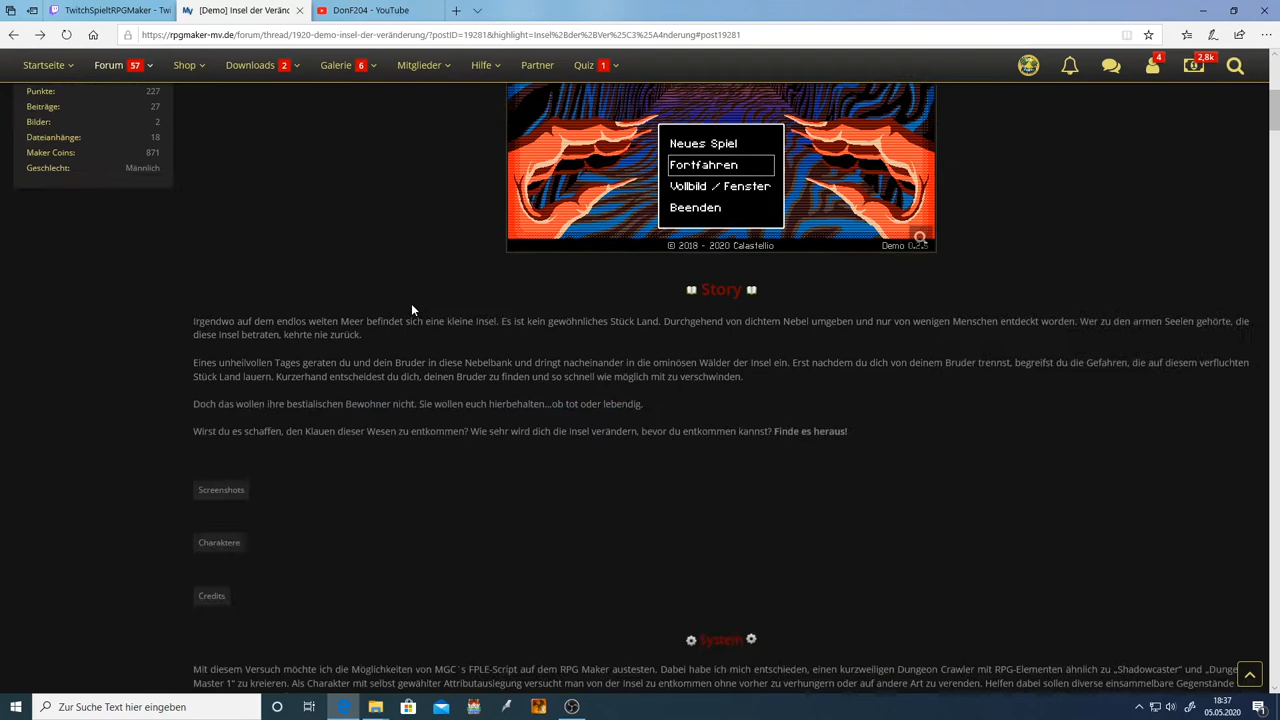 TwitchSpieltRPGMaker - Twi
[Demo] Insel der Veränd
DonF204 - YouTube
https://rpgmaker-mv.de/forum/thread/1920-demo-insel-der-veränderung/?postID=19281&highlight=Insel%2Bder%2BVer%25C3%25A4nderung#post19281
Startseite
Forum 57
Shop
Downloads 2
Galerie 6
Mitglieder
Hilfe
Partner
Quiz 1
4
2,8k
Punkte: 227
Beiträge: 27
Bilder: 7
Dateianhänge: 18
Maker Coins: 871
Geschlecht: Männlich
Neues Spiel
Fortfahren
Vollbild / Fenster
Beenden
© 2018 - 2020 Calastellio
Demo 0.2.5
Story
Irgendwo auf dem endlos weiten Meer befindet sich eine kleine Insel. Es ist kein gewöhnliches Stück Land. Durchgehend von dichtem Nebel umgeben und nur von wenigen Menschen entdeckt worden. Wer zu den armen Seelen gehörte, die
diese Insel betraten, kehrte nie zurück.
Eines unheilvollen Tages geraten du und dein Bruder in diese Nebelbank und dringt nacheinander in die ominösen Wälder der Insel ein. Erst nachdem du dich von deinem Bruder trennst, begreifst du die Gefahren, die auf diesem verfluchten
Stück Land lauern. Kurzerhand entscheidest du dich, deinen Bruder zu finden und so schnell wie möglich mit zu verschwinden.
Doch das wollen ihre bestialischen Bewohner nicht. Sie wollen euch hierbehalten...ob tot oder lebendig.
Wirst du es schaffen, den Klauen dieser Wesen zu entkommen? Wie sehr wird dich die Insel verändern, bevor du entkommen kannst? Finde es heraus!
Screenshots
Charaktere
Credits
System
Mit diesem Versuch möchte ich die Möglichkeiten von MGC`s FPLE-Script auf dem RPG Maker austesten. Dabei habe ich mich entschieden, einen kurzweiligen Dungeon Crawler mit RPG-Elementen ähnlich zu „Shadowcaster" und „Dunge
Master 1" zu kreieren. Als Charakter mit selbst gewählter Attributauslegung versucht man von der Insel zu entkommen ohne vorher zu verhungern oder auf andere Art zu verenden. Helfen dabei sollen diverse einsammelbare Gegenstände
Zur Suche Text hier eingeben
18:37
05.05.2020